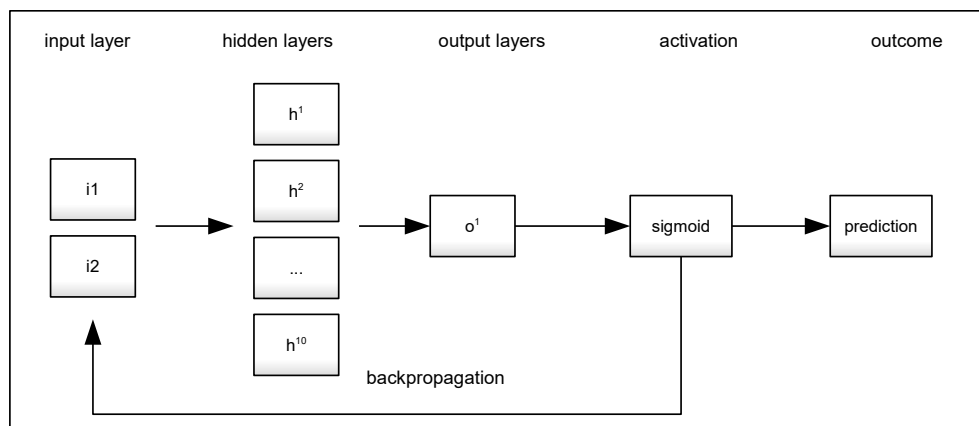 input layer
hidden layers
output layers
activation
outcome
h¹
i1
h²
o¹
sigmoid
prediction
i2
...
h¹⁰
backpropagation